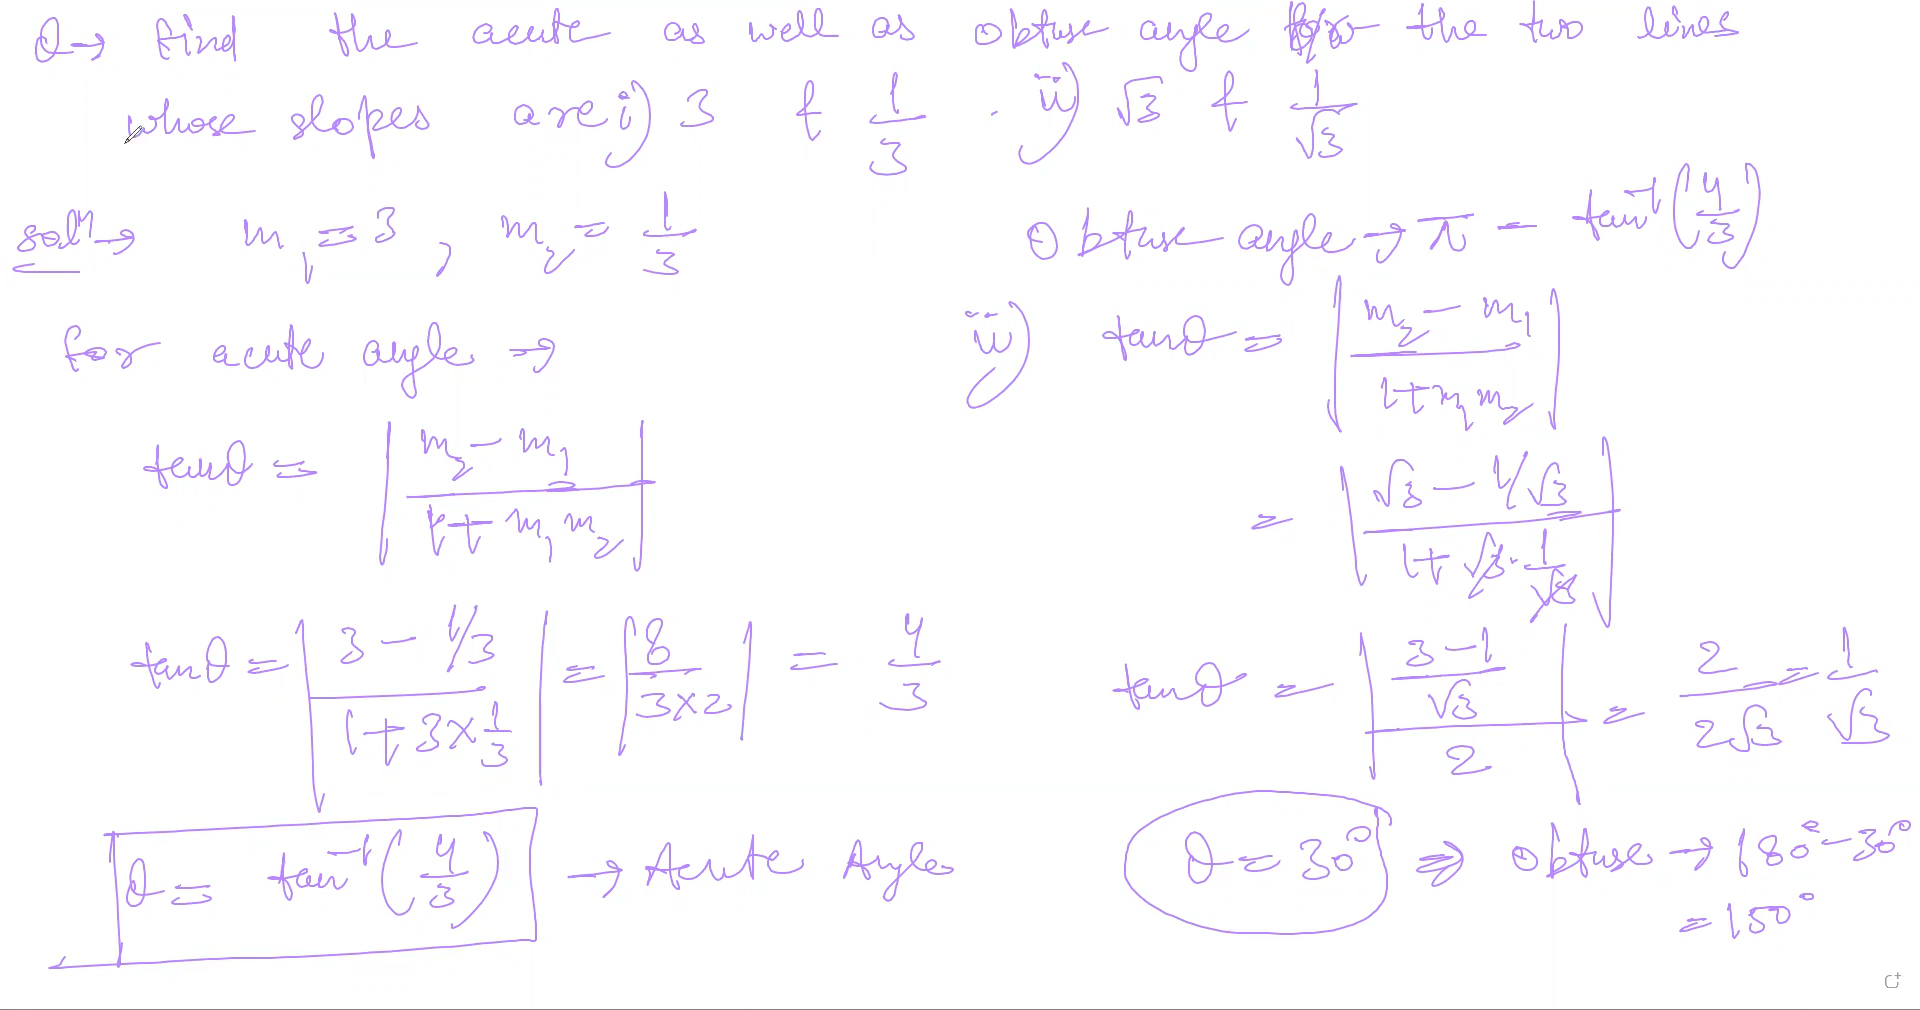 Q→ Find the acute as well as obtuse angle for the two lines
whose slopes are i) 3 & 1/3 . ii) √3 & 1/√3
solⁿ→ m₁ = 3 , m₂ = 1/3
for acute angle →
tanθ = |(m₂ - m₁)/(1 + m₁ m₂)|
tanθ = |(3 - 1/3)/(1 + 3×1/3)| = |8/(3×2)| = 4/3
θ = tan⁻¹(4/3) → Acute Angle
Obtuse angle → π - tan⁻¹(4/3)
ii) tanθ = |(m₂ - m₁)/(1 + m₁ m₂)|
= |(√3 - 1/√3)/(1 + √3 · 1/√3)|
tanθ = |((3 - 1)/√3)/2| = 2/(2√3) = 1/√3
θ = 30° ⇒ obtuse → 180° - 30°
= 150°